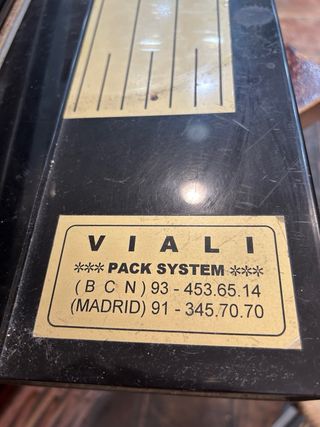 V I A L I
*** PACK SYSTEM ***
( B C N ) 93 - 453.65.14
(MADRID) 91 - 345.70.70